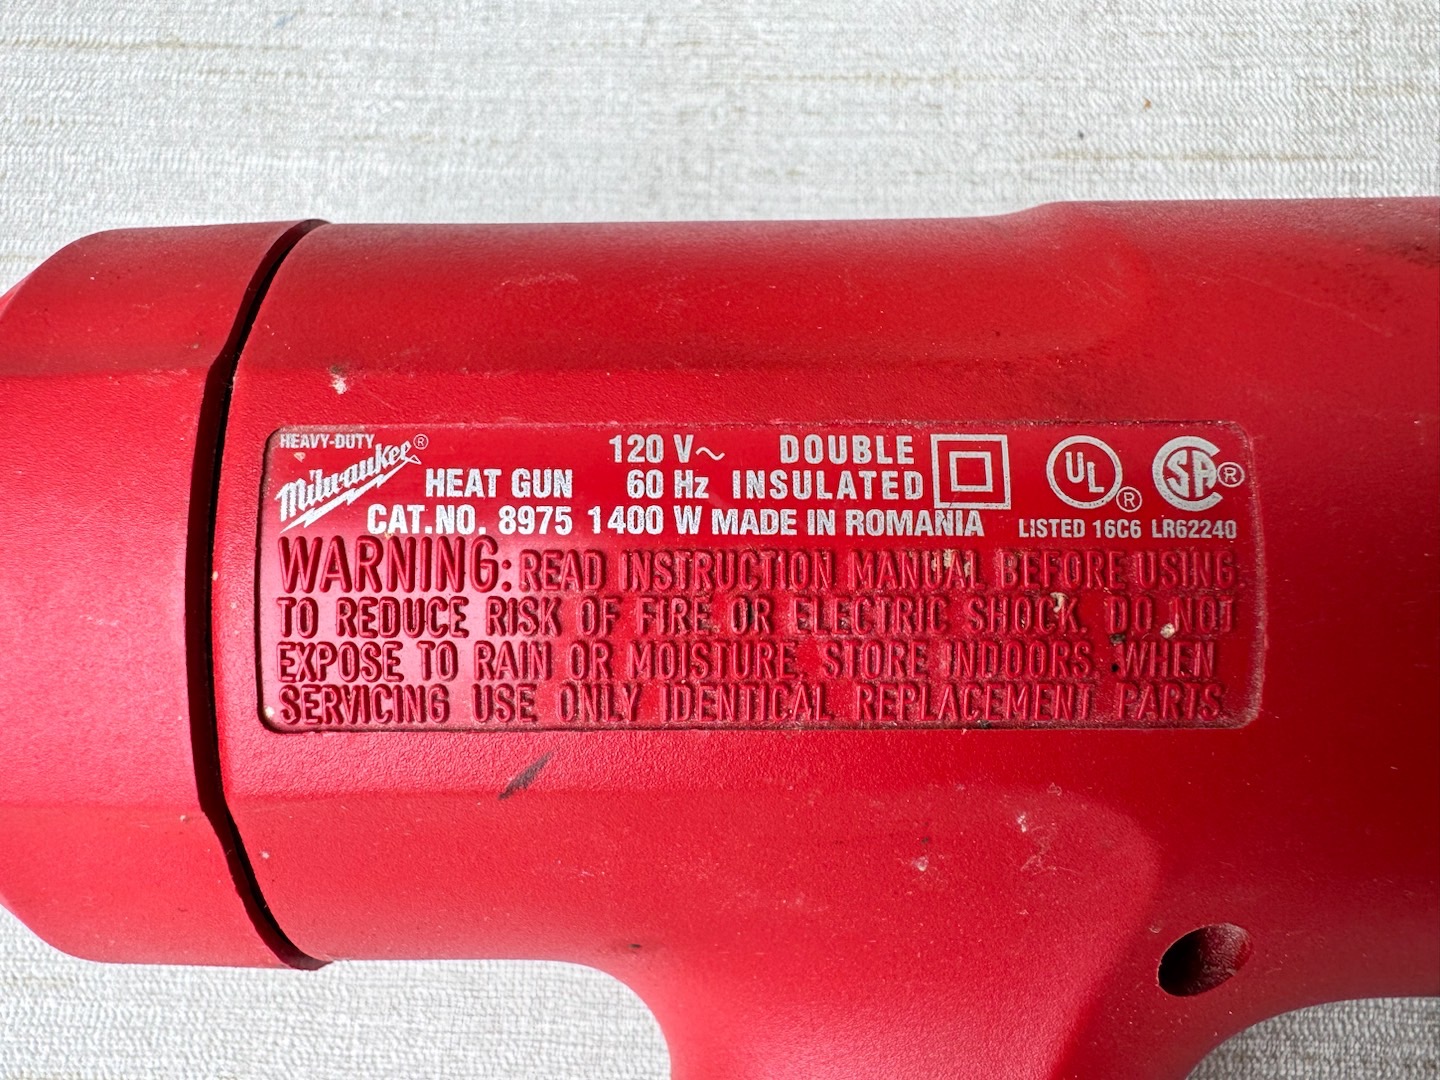 HEAVY-DUTY
Milwaukee®
HEAT GUN
CAT.NO. 8975
120 V~
60 Hz
1400 W MADE IN ROMANIA
DOUBLE
INSULATED
UL®
SA®
LISTED 16C6 LR62240
WARNING: READ INSTRUCTION MANUAL BEFORE USING.
TO REDUCE RISK OF FIRE OR ELECTRIC SHOCK. DO NOT
EXPOSE TO RAIN OR MOISTURE. STORE INDOORS. WHEN
SERVICING USE ONLY IDENTICAL REPLACEMENT PARTS.